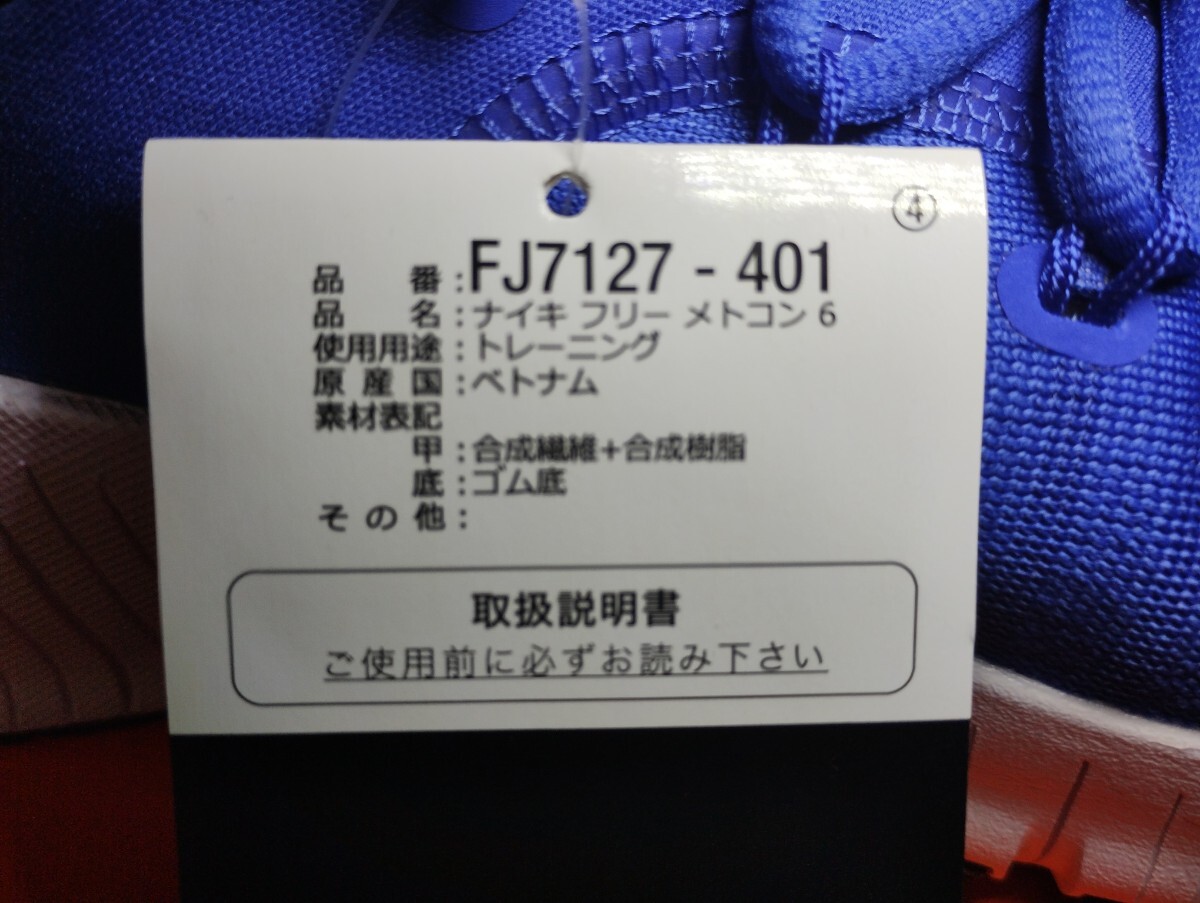 ④
品番:FJ7127 - 401
品名:ナイキ フリー メトコン 6
使用用途:トレーニング
原産国:ベトナム
素材表記
甲:合成繊維+合成樹脂
底:ゴム底
その他:
取扱説明書
ご使用前に必ずお読み下さい